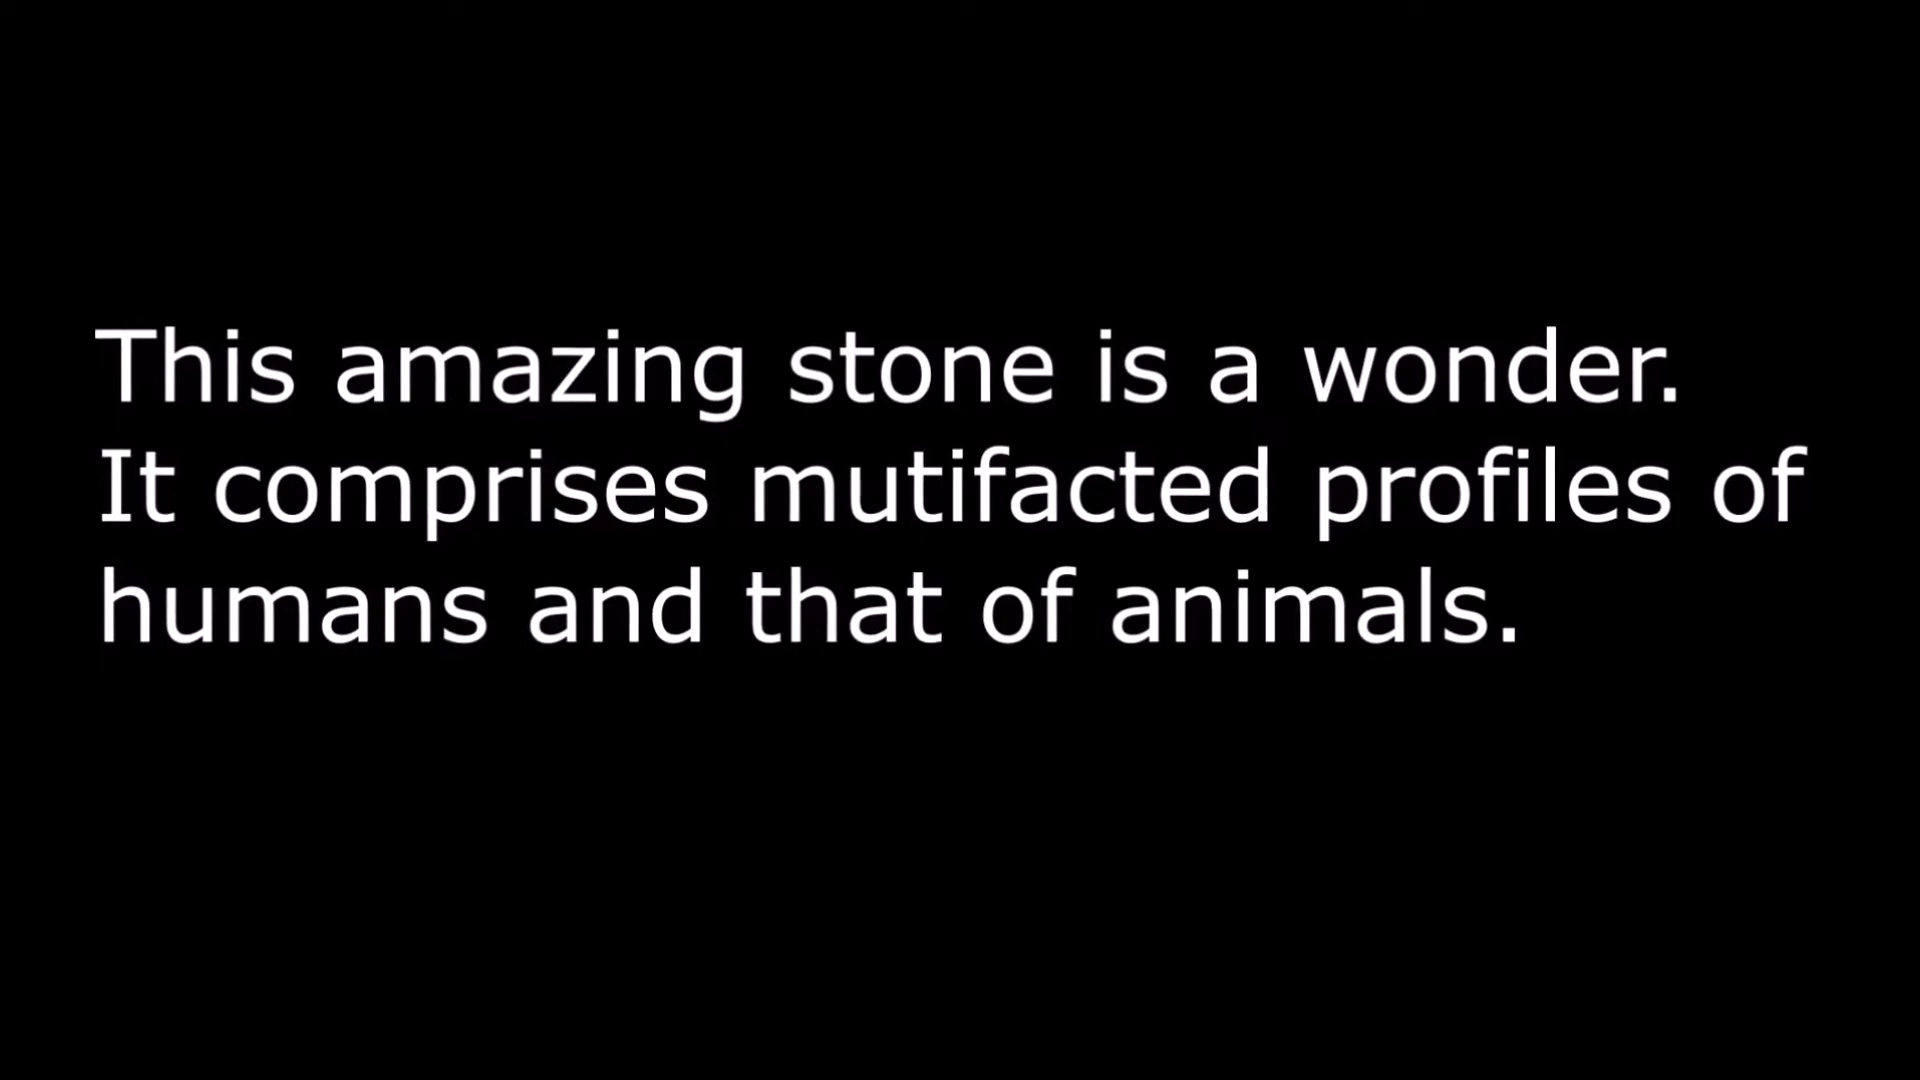 This amazing stone is a wonder.
It comprises mutifacted profiles of
humans and that of animals.